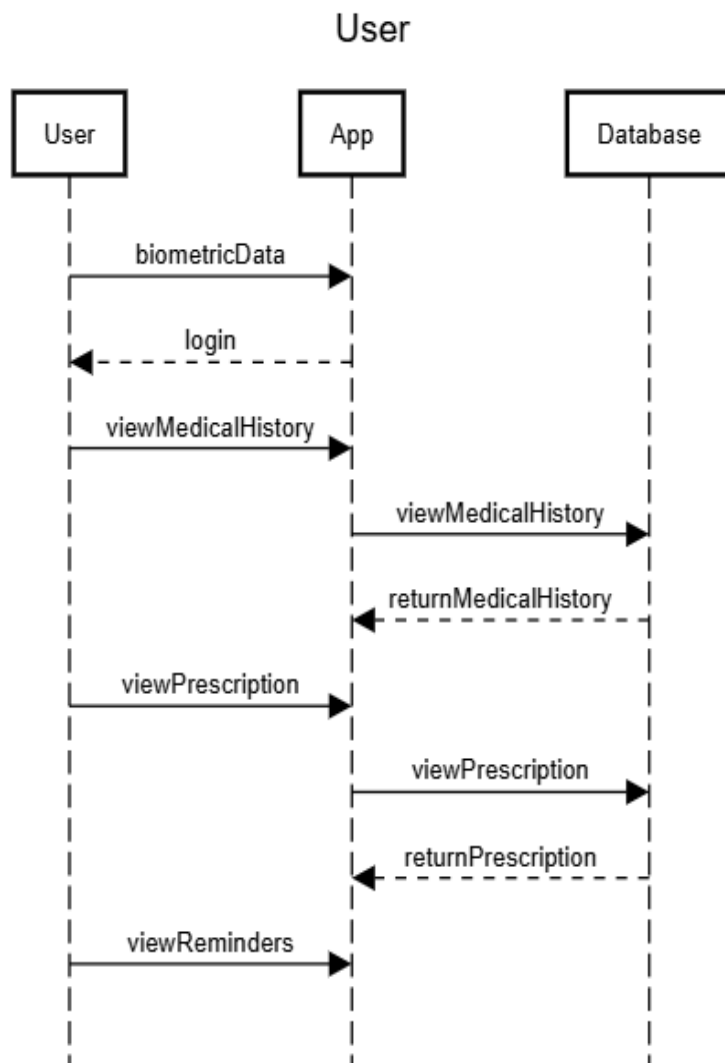 User
User
App
Database
biometricData
login
viewMedicalHistory
viewMedicalHistory
returnMedicalHistory
viewPrescription
viewPrescription
returnPrescription
viewReminders